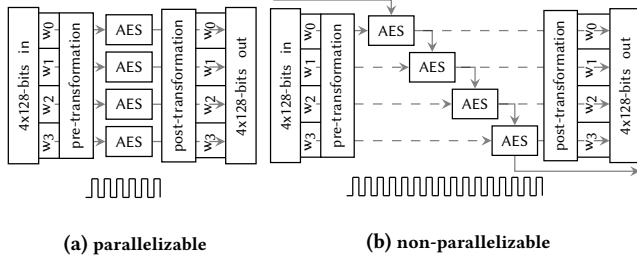 4x128-bits in
w0
w1
w2
w3
pre-transformation
AES
AES
AES
AES
post-transformation
w0
w1
w2
w3
4x128-bits out
(a) parallelizable
4x128-bits in
w0
w1
w2
w3
pre-transformation
AES
AES
AES
AES
post-transformation
w0
w1
w2
w3
4x128-bits out
(b) non-parallelizable